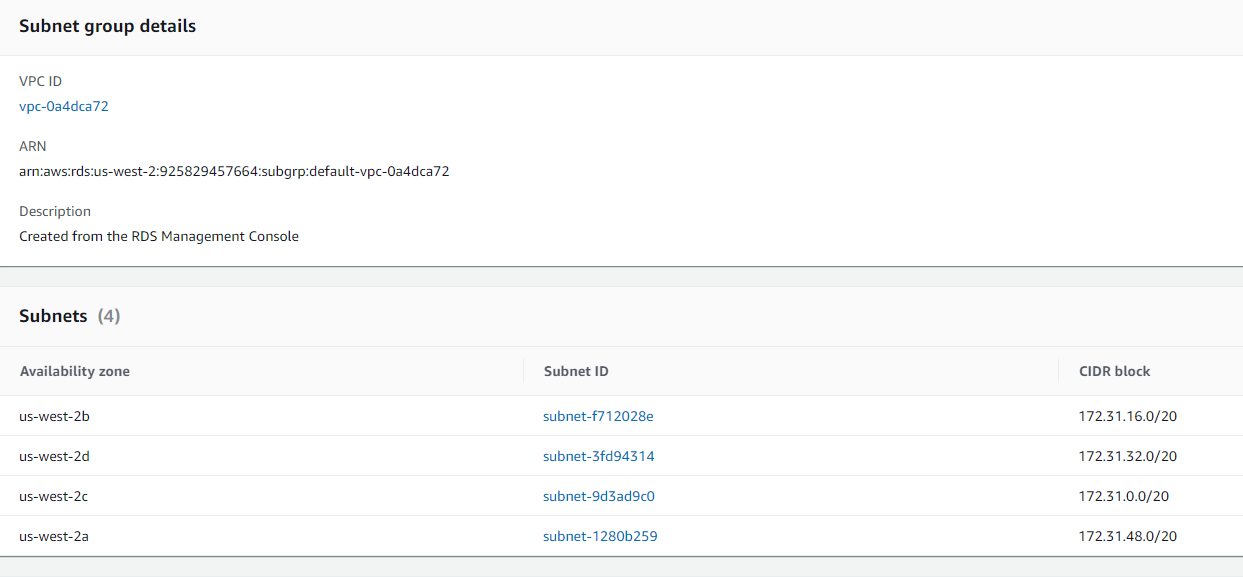 Subnet group details
VPC ID
vpc-0a4dca72
ARN
arn:aws:rds:us-west-2:925829457664:subgrp:default-vpc-0a4dca72
Description
Created from the RDS Management Console
Subnets (4)
Availability zone Subnet ID CIDR block
us-west-2b subnet-f712028e 172.31.16.0/20
us-west-2d subnet-3fd94314 172.31.32.0/20
us-west-2c subnet-9d3ad9c0 172.31.0.0/20
us-west-2a subnet-1280b259 172.31.48.0/20